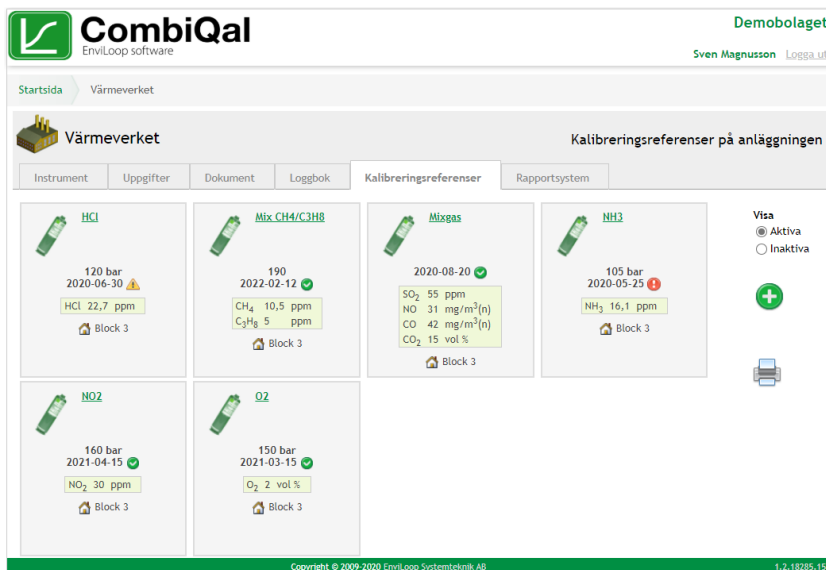 CombiQal
EnviLoop software
Demobolaget
Sven Magnusson Logga ut
Startsida Värmeverket
Värmeverket
Kalibreringsreferenser på anläggningen
Instrument Uppgifter Dokument Loggbok Kalibreringsreferenser Rapportsystem
HCl
120 bar
2020-06-30
HCl 22,7 ppm
Block 3
Mix CH4/C3H8
190
2022-02-12
CH4 10,5 ppm
C3H8 5 ppm
Block 3
Mixgas
2020-08-20
SO2 55 ppm
NO 31 mg/m³(n)
CO 42 mg/m³(n)
CO2 15 vol %
Block 3
NH3
105 bar
2020-05-25
NH3 16,1 ppm
Block 3
Visa
Aktiva
Inaktiva
NO2
160 bar
2021-04-15
NO2 30 ppm
Block 3
O2
150 bar
2021-03-15
O2 2 vol %
Block 3
Copyright © 2009-2020 EnviLoop Systemteknik AB
1.2.18285.15